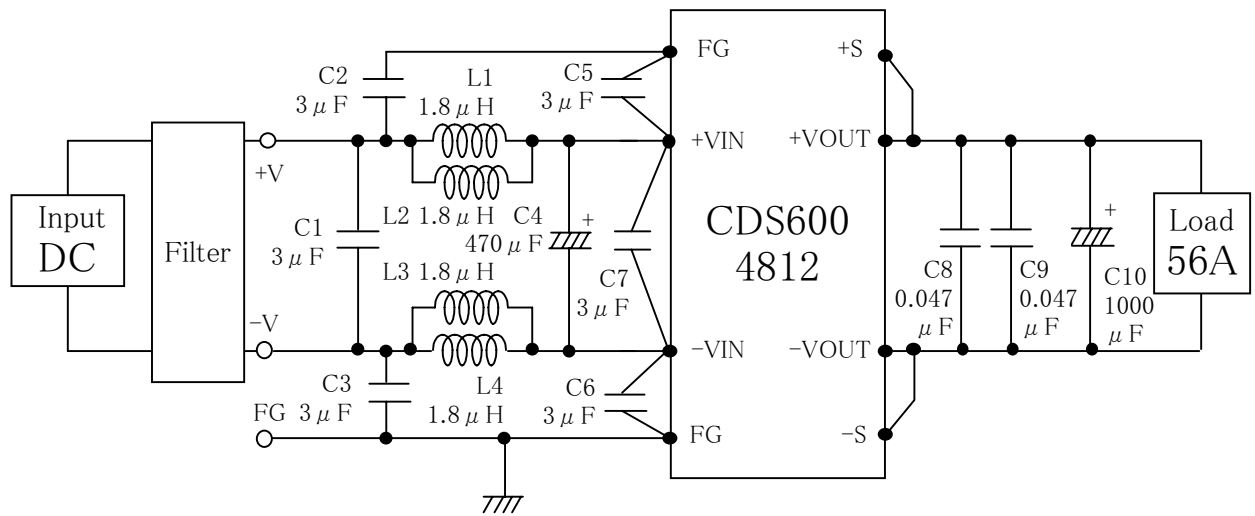 FG
+S
C2
3μF
L1
1.8μH
C5
3μF
+V
+VIN
+VOUT
Input
DC
Filter
C1
3μF
L2 1.8μH
C4
470μF
+
L3 1.8μH
C7
3μF
CDS600
4812
C8
0.047
μF
C9
0.047
μF
+
C10
1000
μF
Load
56A
-V
-VIN
-VOUT
C3
3μF
L4
1.8μH
C6
3μF
FG
FG
-S